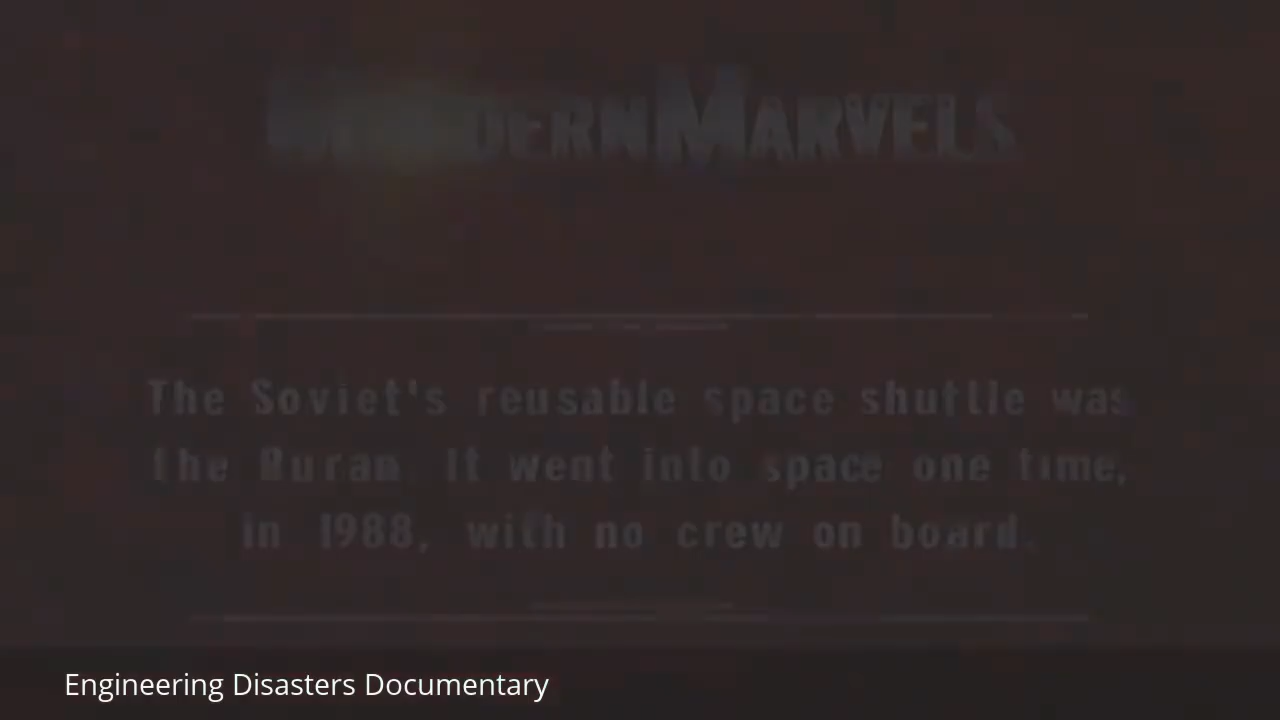 Modern Marvels
The Soviet's reusable space shuttle was
the Buran. It went into space one time,
in 1988, with no crew on board.
Engineering Disasters Documentary